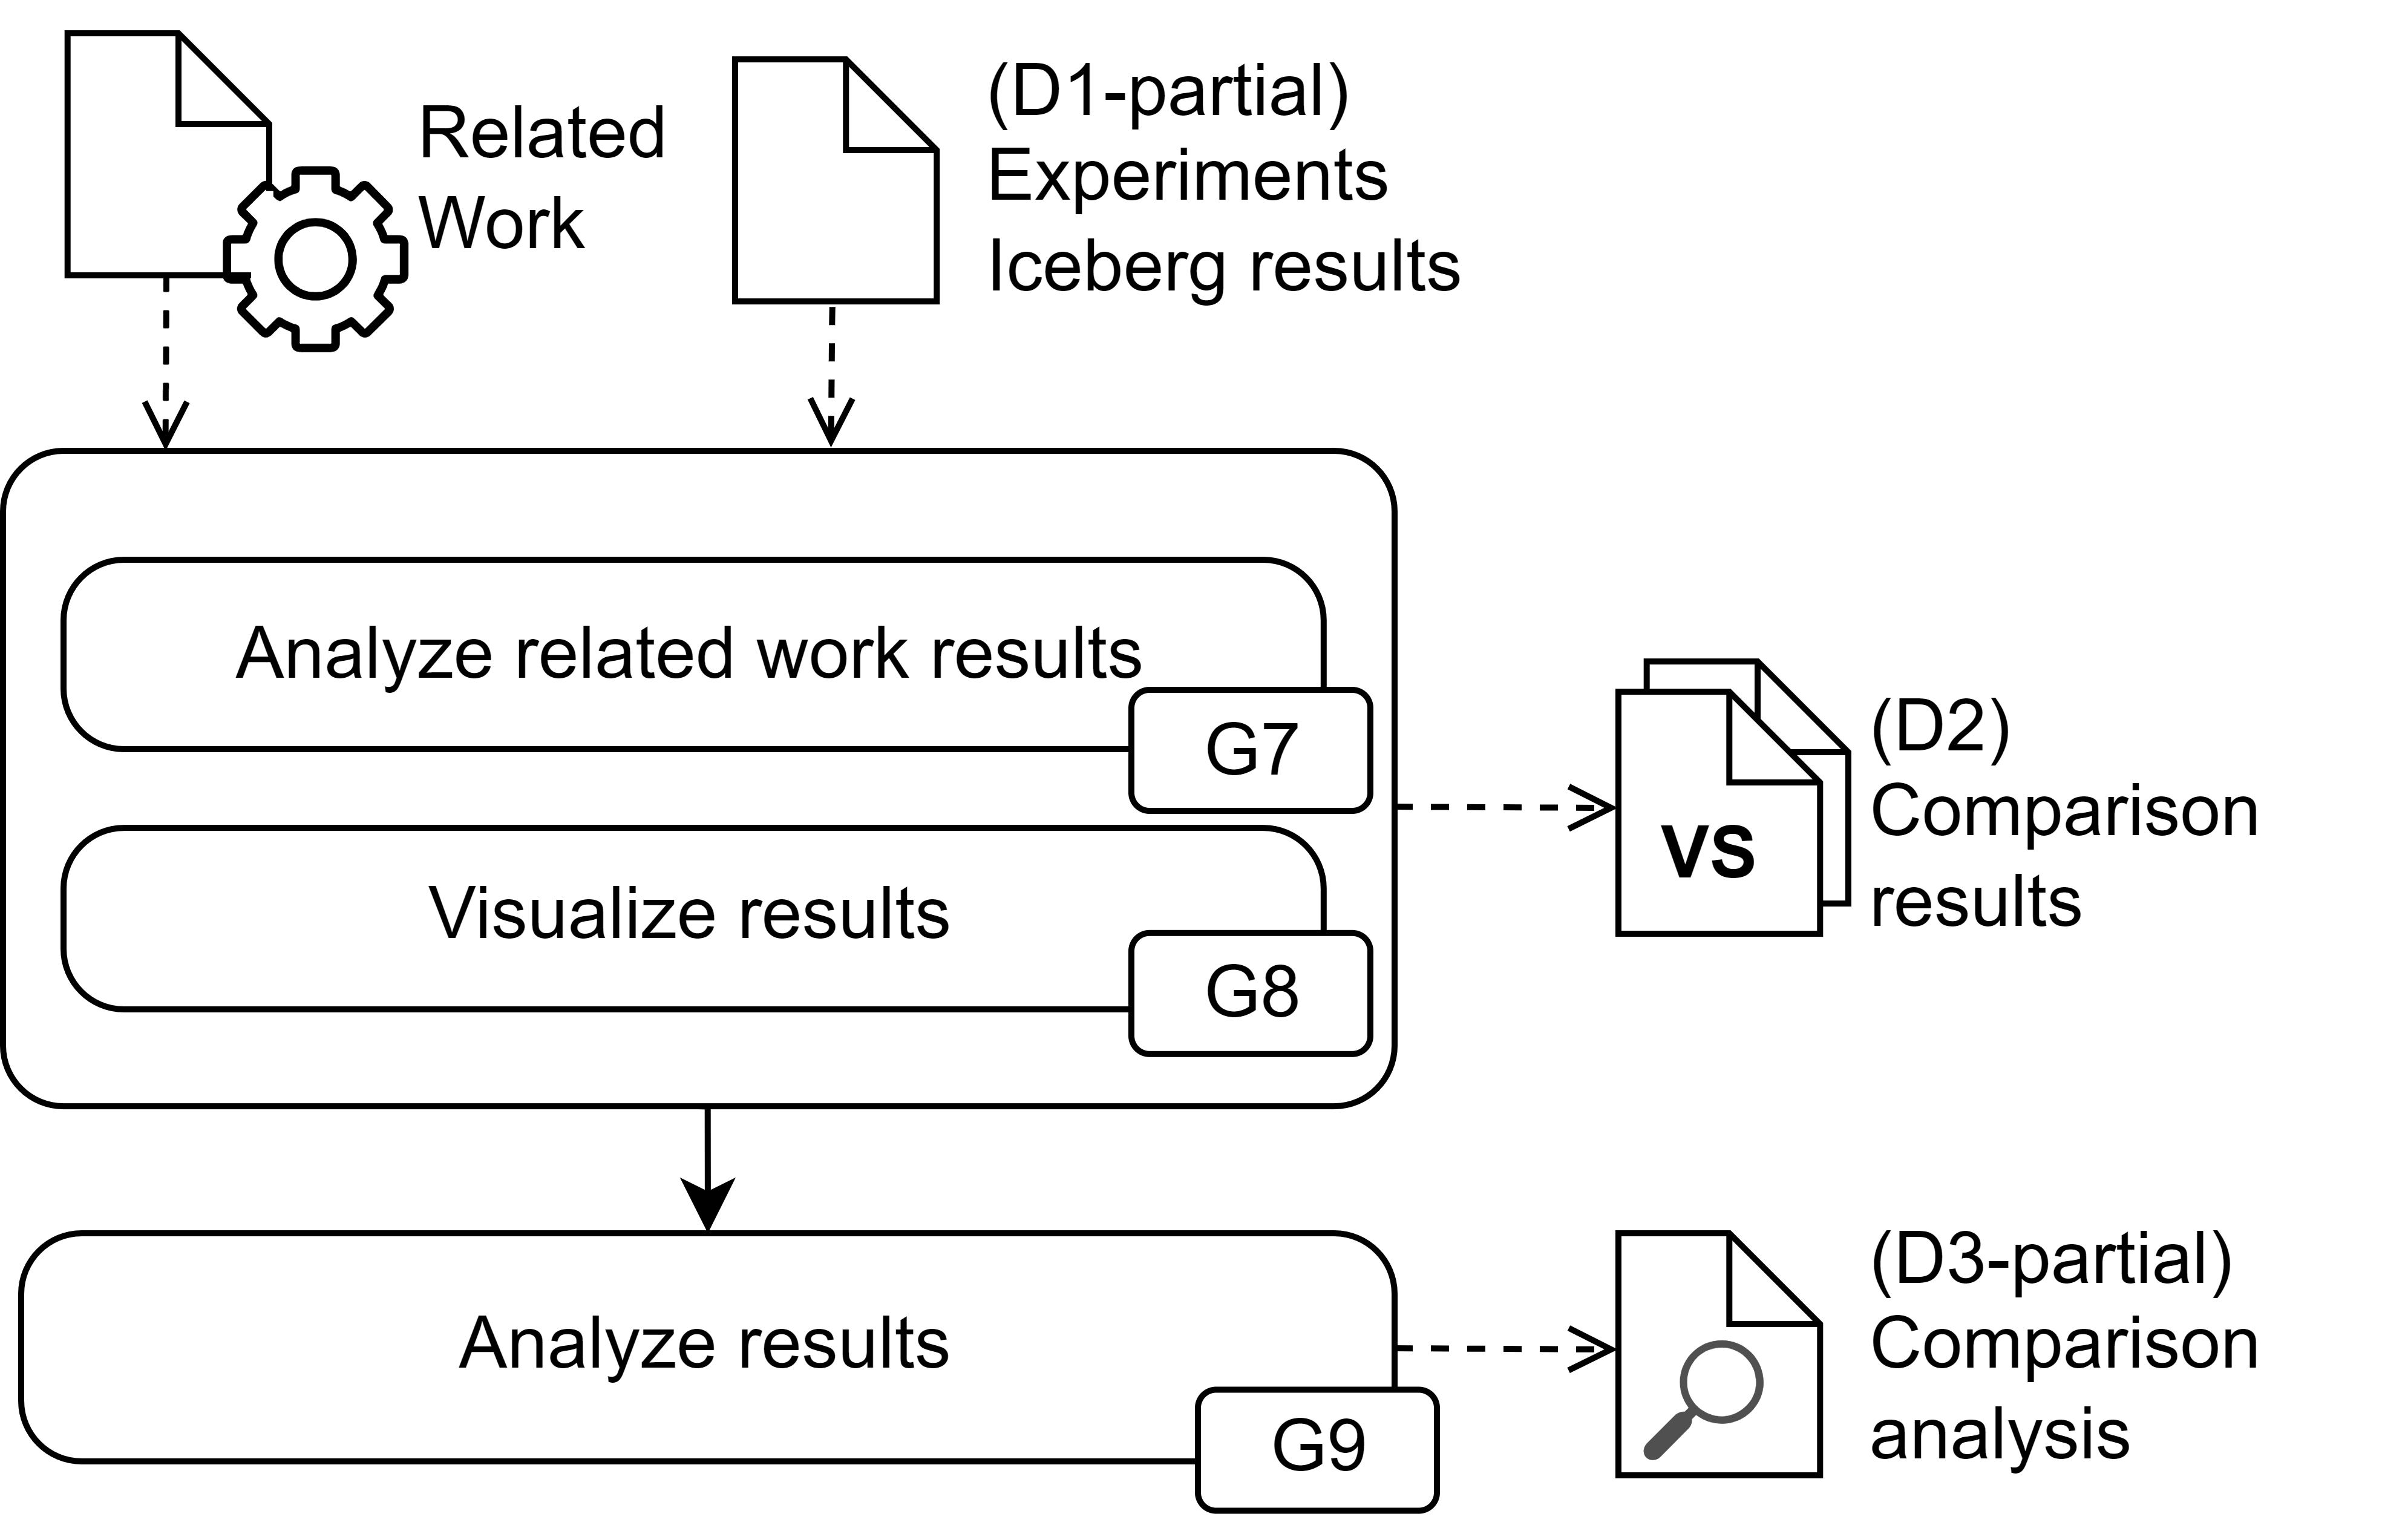 Related
Work
(D1-partial)
Experiments
Iceberg results
Analyze related work results
G7
Visualize results
G8
(D2)
Comparison
results
VS
Analyze results
G9
(D3-partial)
Comparison
analysis